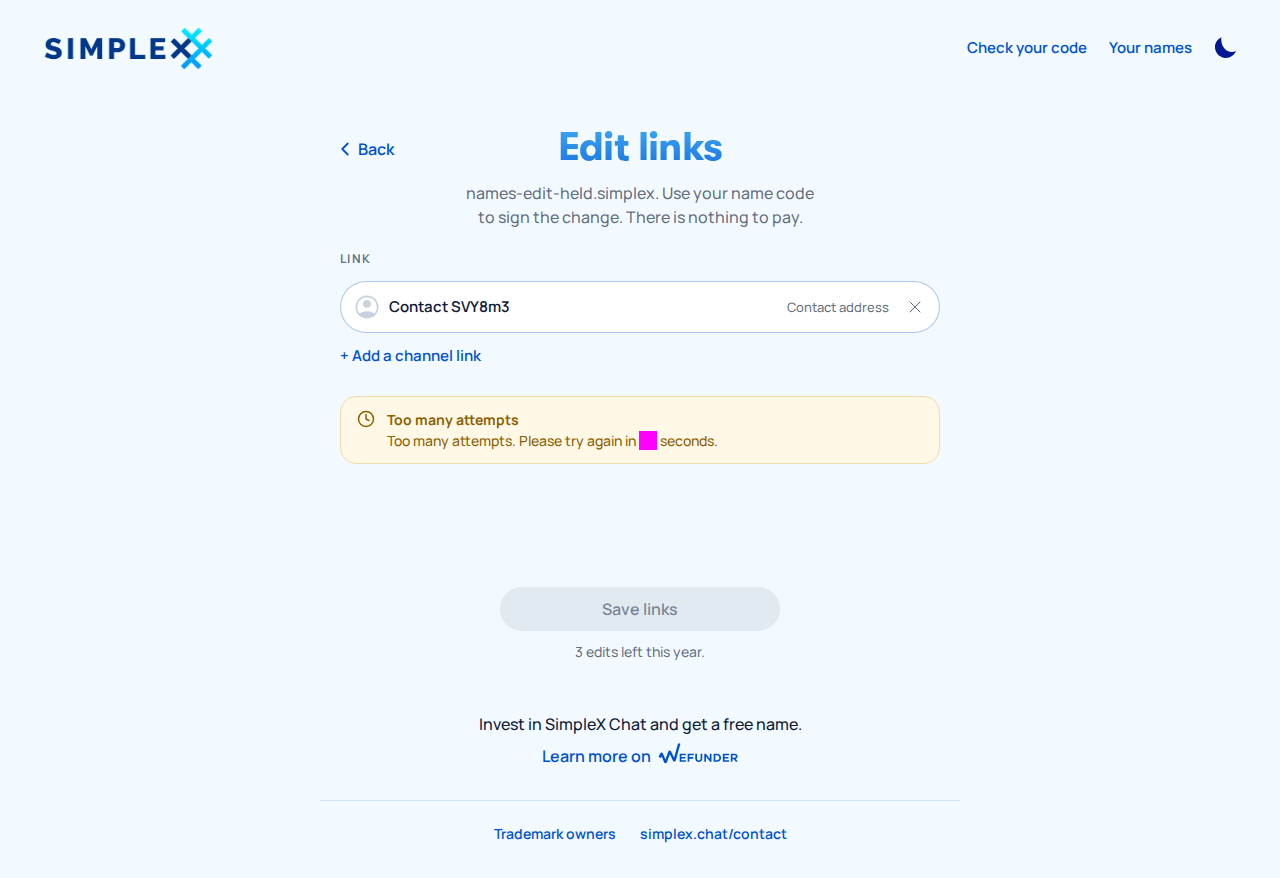 SIMPLEX
Check your code
Your names
Back
Edit links
names-edit-held.simplex. Use your name code
to sign the change. There is nothing to pay.
LINK
Contact SVY8m3
Contact address
+ Add a channel link
Too many attempts
Too many attempts. Please try again in seconds.
Save links
3 edits left this year.
Invest in SimpleX Chat and get a free name.
Learn more on WEFUNDER
Trademark owners
simplex.chat/contact